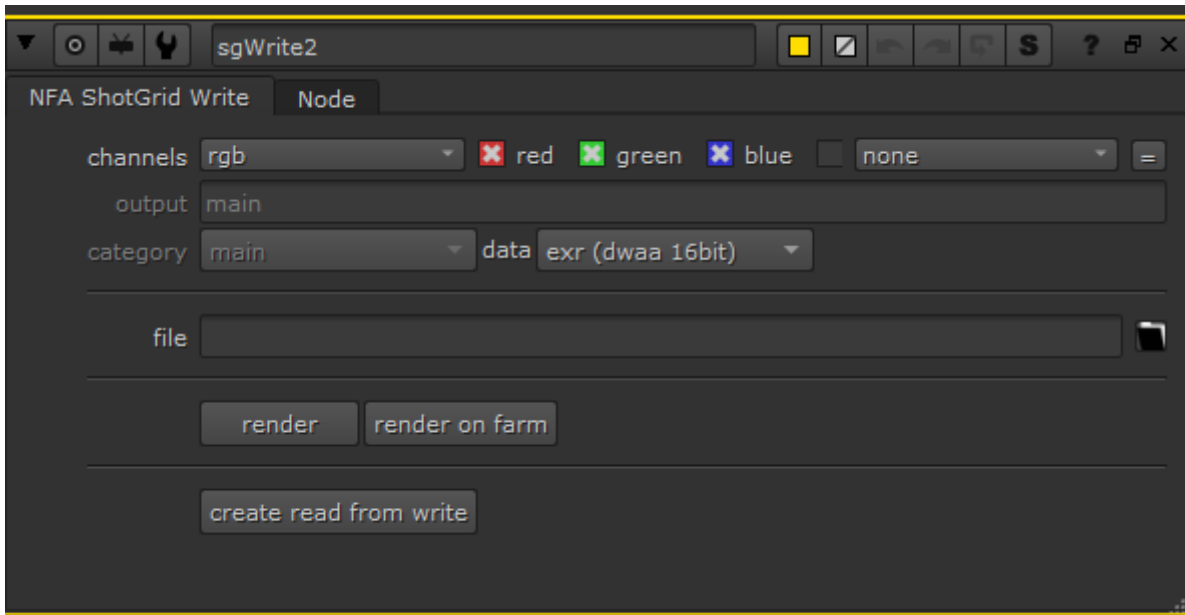 sgWrite2 S ?
NFA ShotGrid Write Node
channels rgb red green blue none =
output main
category main data exr (dwaa 16bit)
file
render render on farm
create read from write